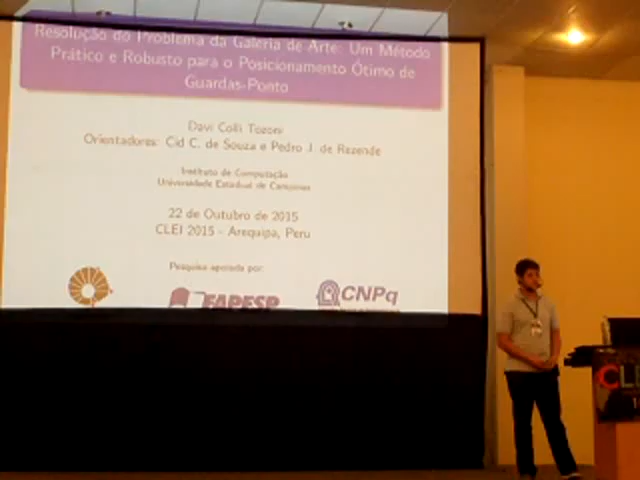 Resolução do Problema da Galeria de Arte: Um Método
Prático e Robusto para o Posicionamento Ótimo de
Guardas-Ponto
Davi Colli Tozoni
Orientadores: Cid C. de Souza e Pedro J. de Rezende
Instituto de Computação
Universidade Estadual de Campinas
22 de Outubro de 2015
CLEI 2015 - Arequipa, Peru
Pesquisa apoiada por:
FAPESP
CNPq